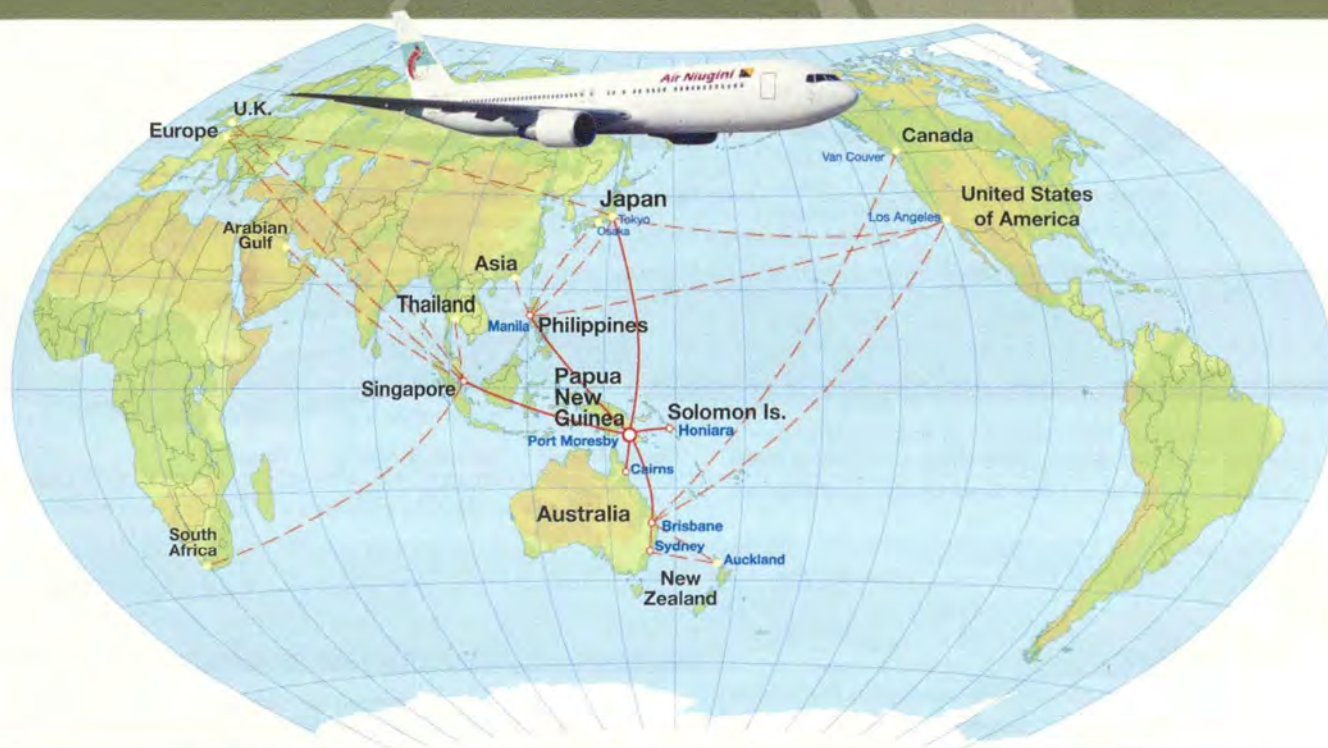 Air Niugini
U.K.
Europe
Canada
Van Couver
United States
of America
Los Angeles
Japan
Tokyo
Osaka
Arabian
Gulf
Asia
Thailand
Manila
Philippines
Singapore
Papua
New
Guinea
Solomon Is.
Honiara
Port Moresby
Cairns
Australia
Brisbane
Sydney
Auckland
South
Africa
New
Zealand